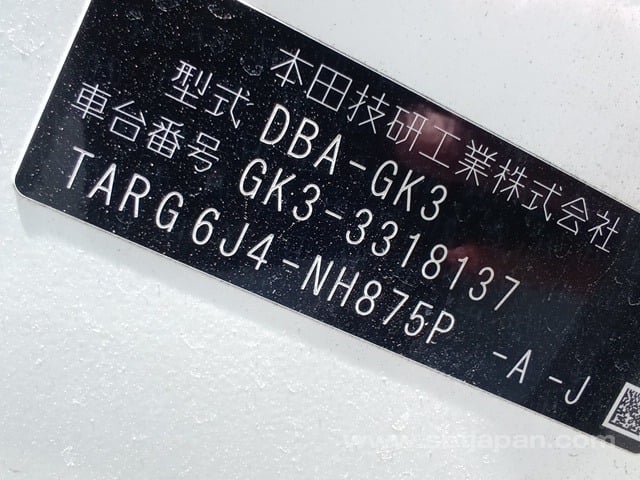 本田技研工業株式会社
型式 DBA-GK3
車台番号 GK3-3318137
TARG6J4-NH875P -A-J
www.sbtjapan.com